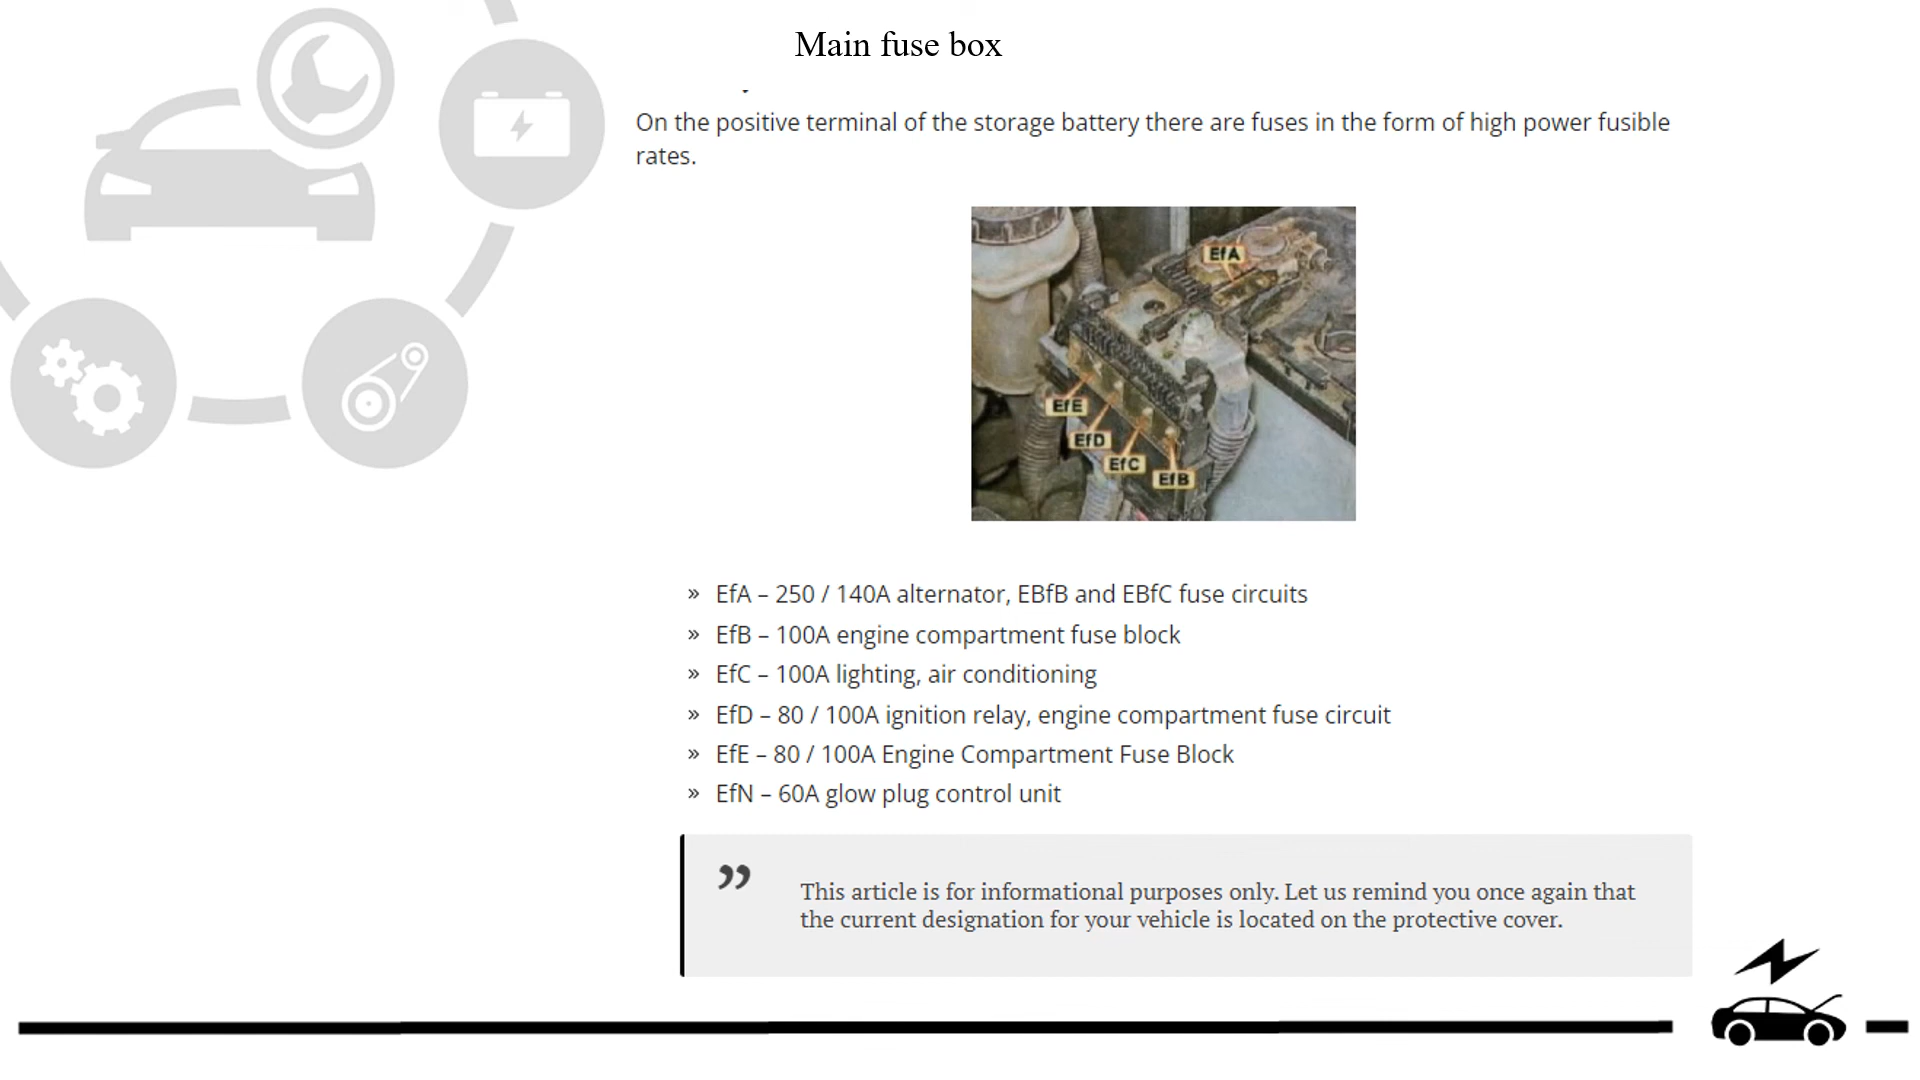 Main fuse box
On the positive terminal of the storage battery there are fuses in the form of high power fusible
rates.
EfA
EfE
EfD
EfC
EfB
» EfA – 250 / 140A alternator, EBfB and EBfC fuse circuits
» EfB – 100A engine compartment fuse block
» EfC – 100A lighting, air conditioning
» EfD – 80 / 100A ignition relay, engine compartment fuse circuit
» EfE – 80 / 100A Engine Compartment Fuse Block
» EfN – 60A glow plug control unit
” This article is for informational purposes only. Let us remind you once again that
the current designation for your vehicle is located on the protective cover.